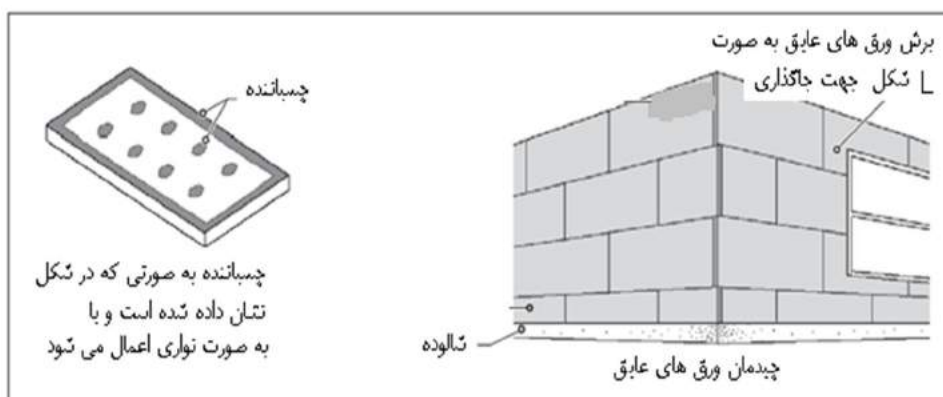 برش ورق های عایق به صورت
L شکل جهت جاگذاری
چسباننده
چسباننده به صورتی که در شکل
نشان داده شده است و یا
به صورت نواری اعمال می شود
شالوده
چیدمان ورق های عایق